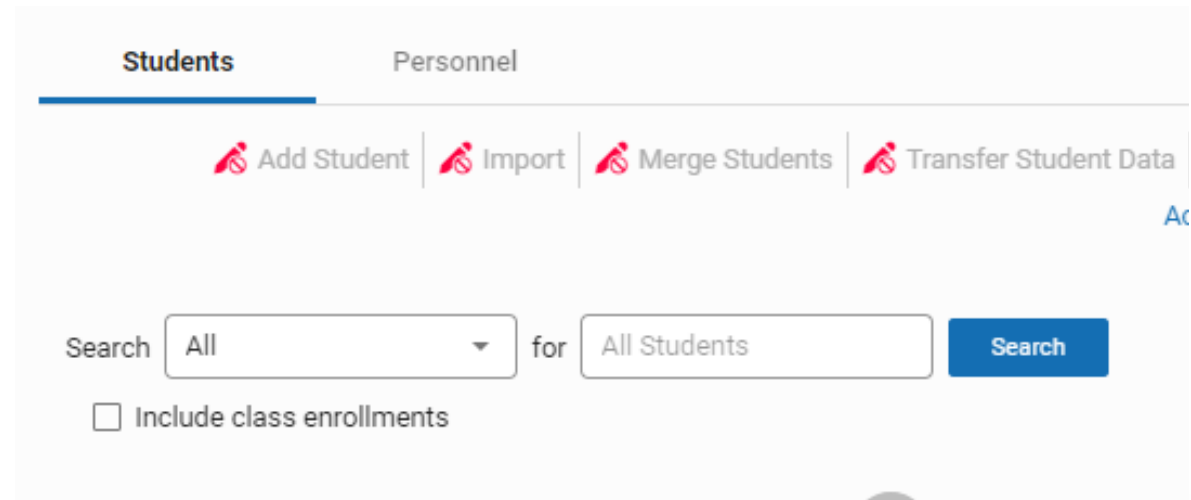 Students Personnel
Add Student Import Merge Students Transfer Student Data
Search All for All Students Search
Include class enrollments